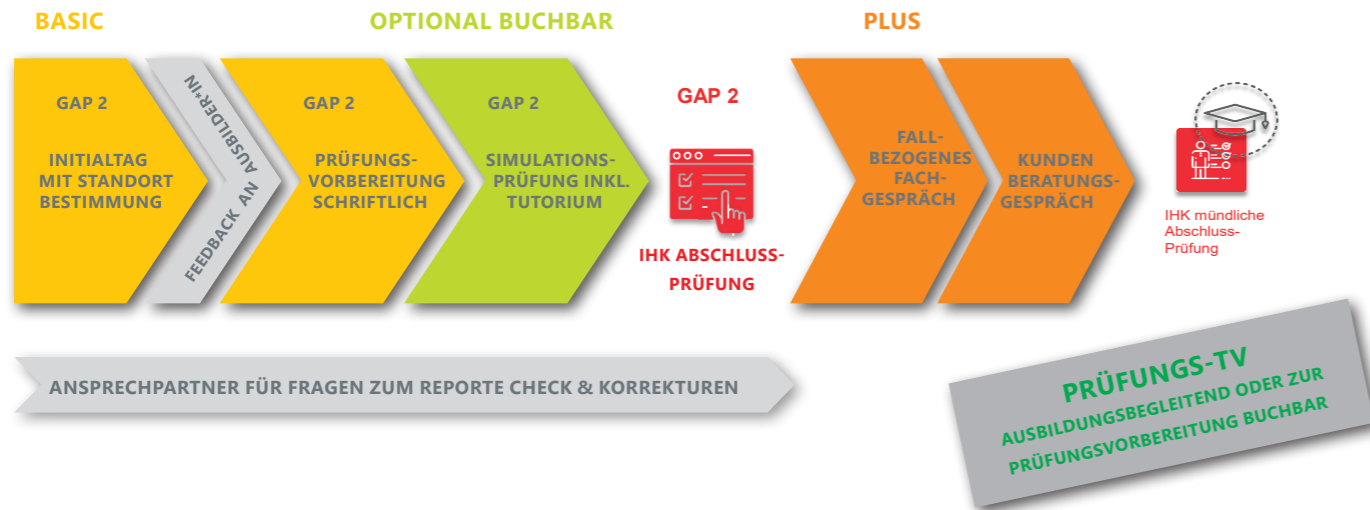 BASIC
OPTIONAL BUCHBAR
PLUS
GAP 2
INITIALTAG
MIT STANDORT
BESTIMMUNG
FEEDBACK AN AUSBILDER*IN
GAP 2
PRÜFUNGS-
VORBEREITUNG
SCHRIFTLICH
GAP 2
SIMULATIONS-
PRÜFUNG INKL.
TUTORIUM
GAP 2
IHK ABSCHLUSS-
PRÜFUNG
FALL-
BEZOGENES
FACH-
GESPRÄCH
KUNDEN
BERATUNGS-
GESPRÄCH
IHK mündliche
Abschluss-
Prüfung
ANSPRECHPARTNER FÜR FRAGEN ZUM REPORTE CHECK & KORREKTUREN
PRÜFUNGS-TV
AUSBILDUNGSBEGLEITEND ODER ZUR
PRÜFUNGSVORBEREITUNG BUCHBAR